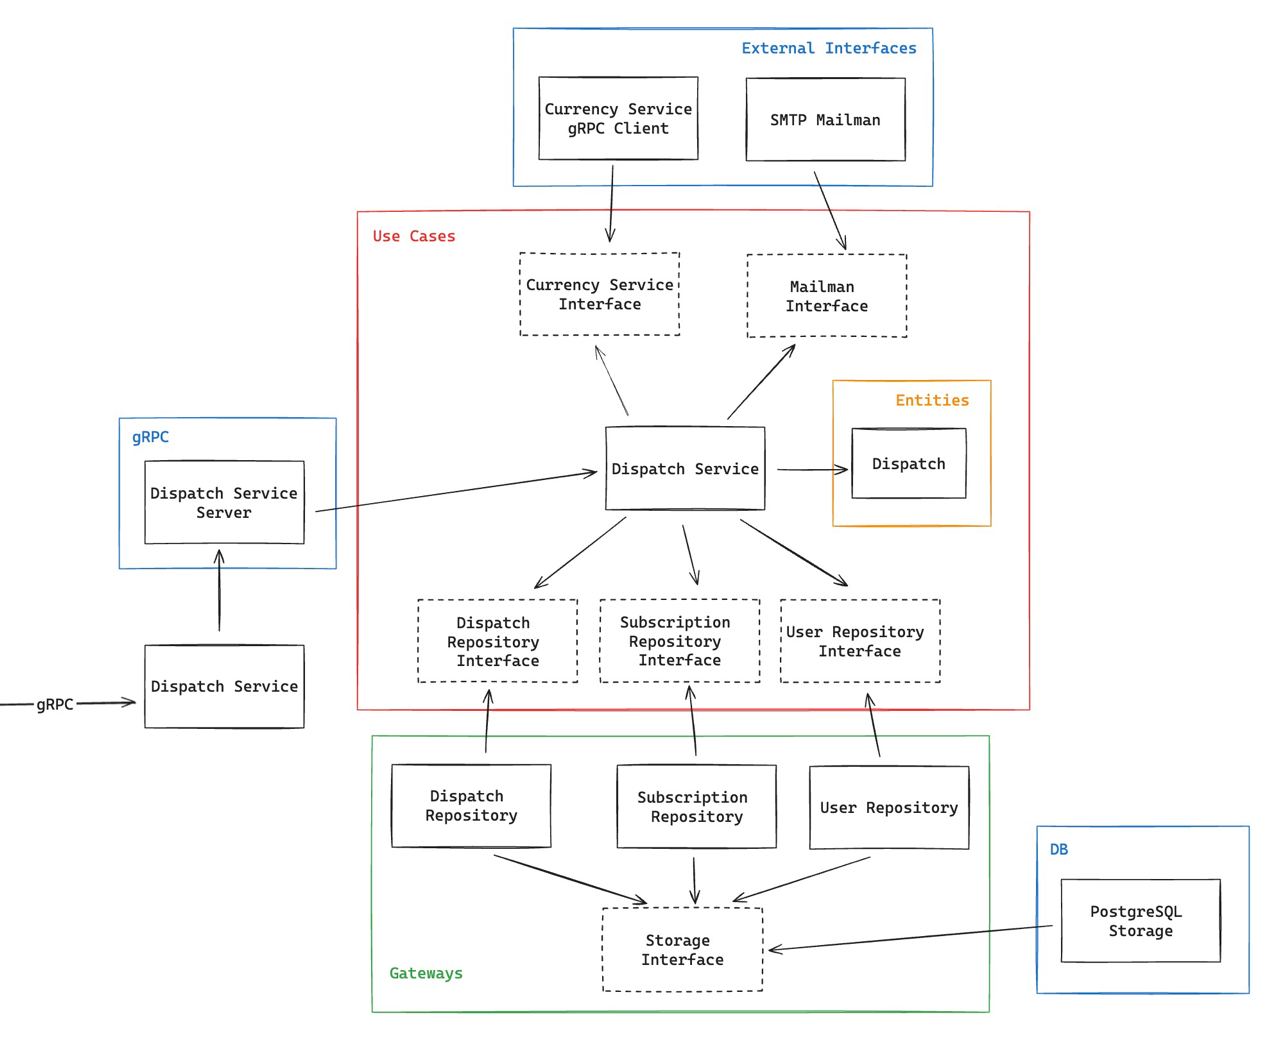 External Interfaces
Currency Service
gRPC Client
SMTP Mailman
Use Cases
Currency Service
Interface
Mailman
Interface
Entities
Dispatch
Dispatch Service
gRPC
Dispatch Service
Server
Dispatch
Repository
Interface
Subscription
Repository
Interface
User Repository
Interface
Dispatch Service
gRPC
Dispatch
Repository
Subscription
Repository
User Repository
DB
PostgreSQL
Storage
Storage
Interface
Gateways